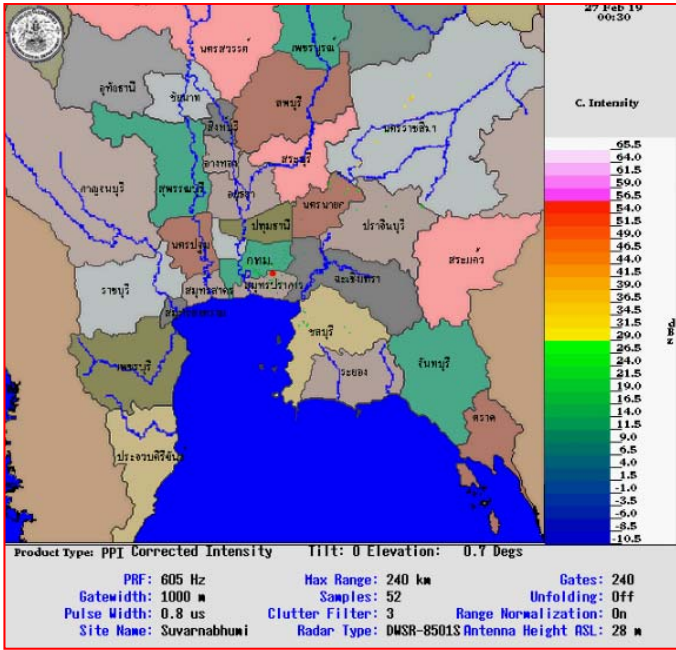 27 Feb 19
00:30
C. Intensity
นครสวรรค์
เพชรบูรณ์
อุทัยธานี
ชัยนาท
ลพบุรี
สิงหบุรี
นครราชสีมา
อ่างทอง
สระบุรี
กาญจนบุรี
สุพรรณบุรี
อยุธยา
นครนายก
ปทุมธานี
ปราจีนบุรี
นครปฐม
กทม.
สระแก้ว
ราชบุรี
สมุทรสาคร
สมุทรปราการ
ฉะเชิงเทรา
เพชรบุรี
ชลบุรี
ระยอง
จันทบุรี
ตราด
ประจวบคีรีขันธ์
65.5
64.0
61.5
59.0
56.5
54.0
51.5
49.0
46.5
44.0
41.5
39.0
36.5
34.0
31.5
29.0
26.5
24.0
21.5
19.0
16.5
14.0
11.5
9.0
6.5
4.0
1.5
-1.0
-3.5
-6.0
-8.5
-10.5
Product Type: PPI Corrected Intensity Tilt: 0 Elevation: 0.7 Degs
PRF: 605 Hz Max Range: 240 km Gates: 240
Gatewidth: 1000 m Samples: 52 Unfolding: Off
Pulse Width: 0.8 us Clutter Filter: 3 Range Normalization: On
Site Name: Suvarnabhumi Radar Type: DWSR-8501S Antenna Height ASL: 28 m